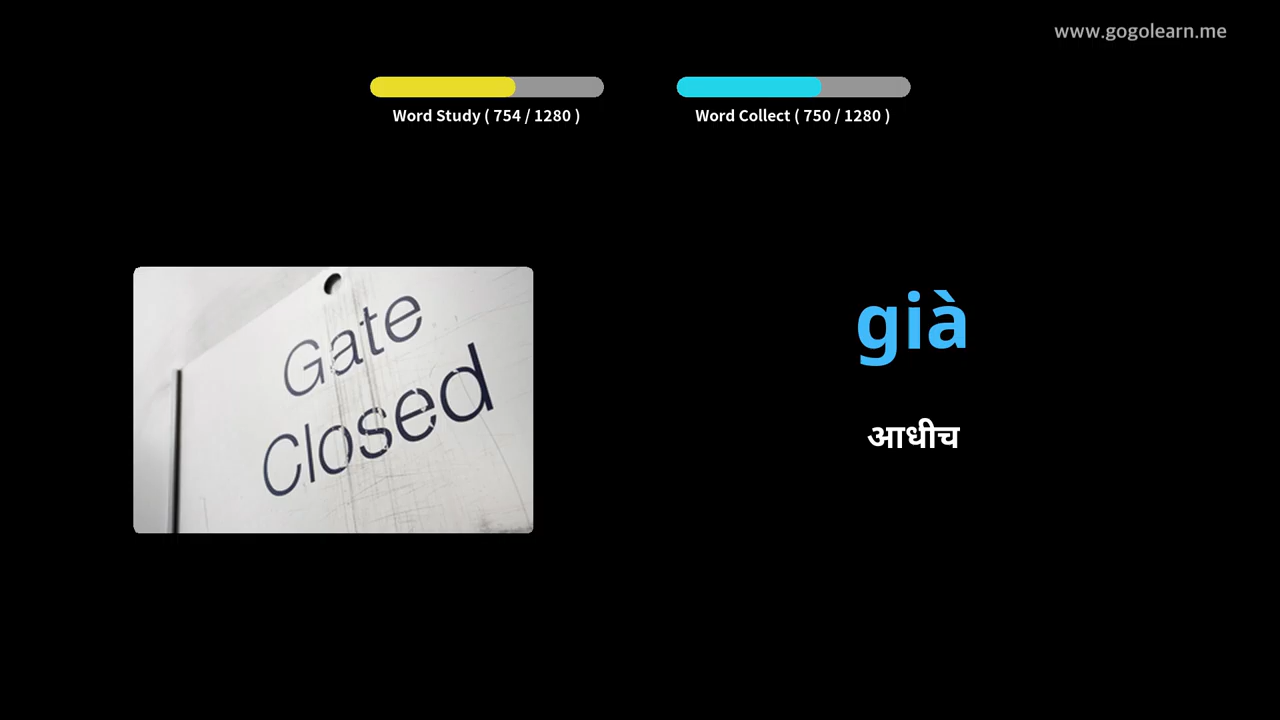 www.gogolearn.me
Word Study ( 754 / 1280 )
Word Collect ( 750 / 1280 )
Gate
Closed
già
आधीच